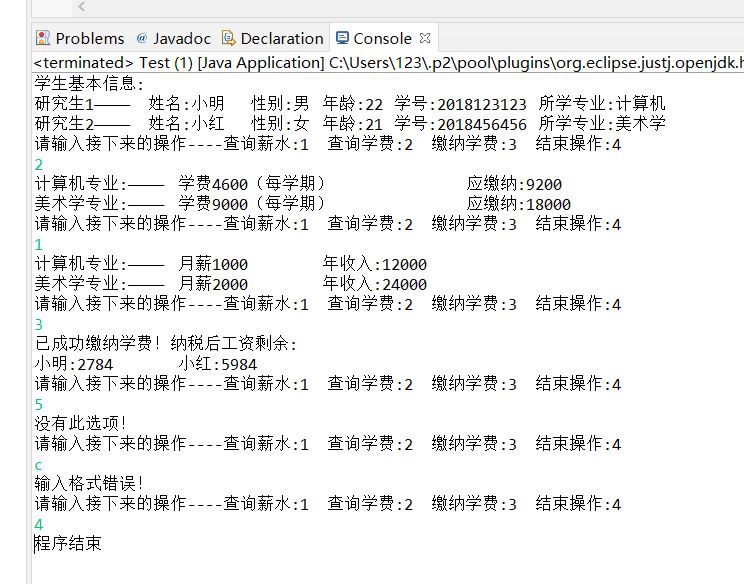 Problems Javadoc Declaration Console
<terminated> Test (1) [Java Application] C:\Users\123\.p2\pool\plugins\org.eclipse.justj.openjdk.h
学生基本信息:
研究生1———— 姓名:小明 性别:男 年龄:22 学号:2018123123 所学专业:计算机
研究生2———— 姓名:小红 性别:女 年龄:21 学号:2018456456 所学专业:美术学
请输入接下来的操作----查询薪水:1 查询学费:2 缴纳学费:3 结束操作:4
2
计算机专业:———— 学费4600（每学期） 应缴纳:9200
美术学专业:———— 学费9000（每学期） 应缴纳:18000
请输入接下来的操作----查询薪水:1 查询学费:2 缴纳学费:3 结束操作:4
1
计算机专业:———— 月薪1000 年收入:12000
美术学专业:———— 月薪2000 年收入:24000
请输入接下来的操作----查询薪水:1 查询学费:2 缴纳学费:3 结束操作:4
3
已成功缴纳学费！纳税后工资剩余:
小明:2784 小红:5984
请输入接下来的操作----查询薪水:1 查询学费:2 缴纳学费:3 结束操作:4
5
没有此选项！
请输入接下来的操作----查询薪水:1 查询学费:2 缴纳学费:3 结束操作:4
c
输入格式错误！
请输入接下来的操作----查询薪水:1 查询学费:2 缴纳学费:3 结束操作:4
4
程序结束